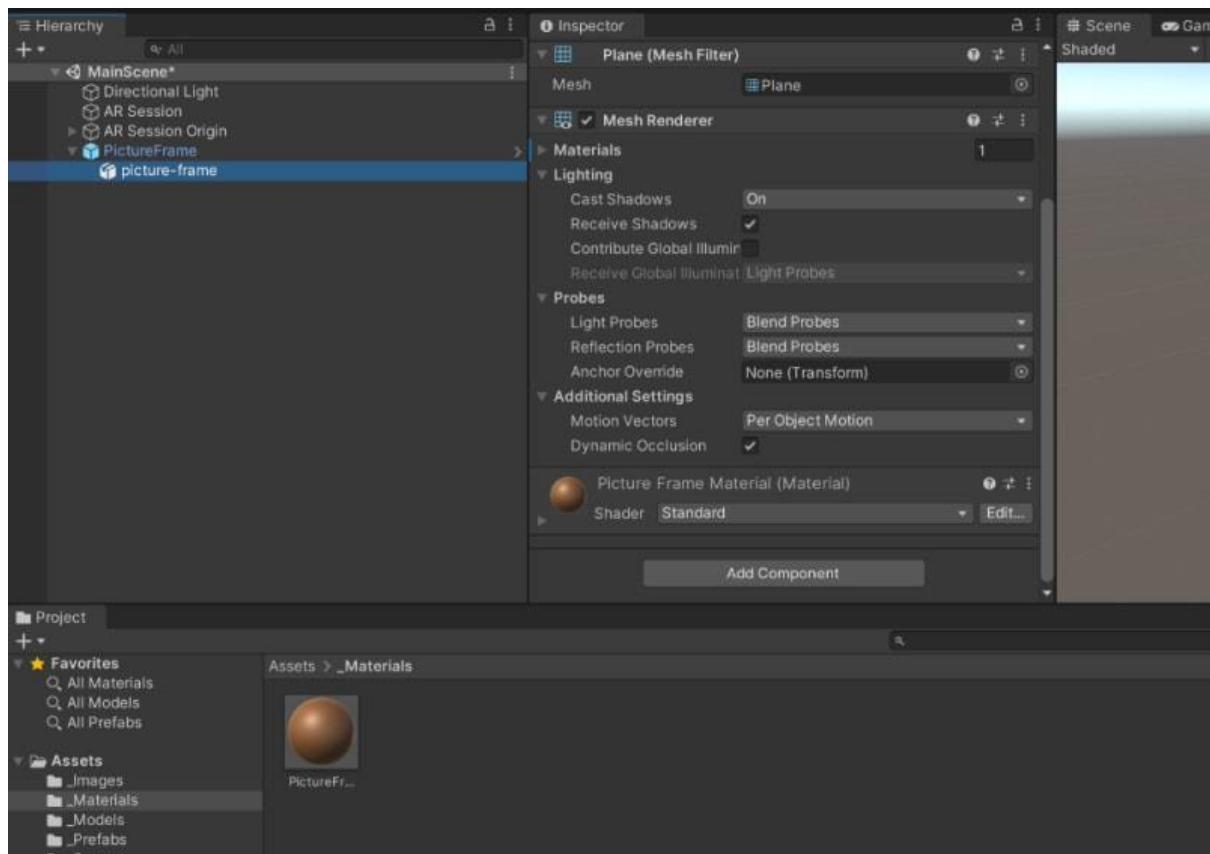 Hierarchy
All
MainScene*
Directional Light
AR Session
AR Session Origin
PictureFrame
picture-frame
Inspector
Plane (Mesh Filter)
Mesh Plane
Mesh Renderer
Materials 1
Lighting
Cast Shadows On
Receive Shadows
Contribute Global Illumir
Receive Global Illuminat Light Probes
Probes
Light Probes Blend Probes
Reflection Probes Blend Probes
Anchor Override None (Transform)
Additional Settings
Motion Vectors Per Object Motion
Dynamic Occlusion
Picture Frame Material (Material)
Shader Standard Edit...
Add Component
Scene Gan
Shaded
Project
Favorites
All Materials
All Models
All Prefabs
Assets
_Images
_Materials
_Models
_Prefabs
Assets > _Materials
PictureFr...